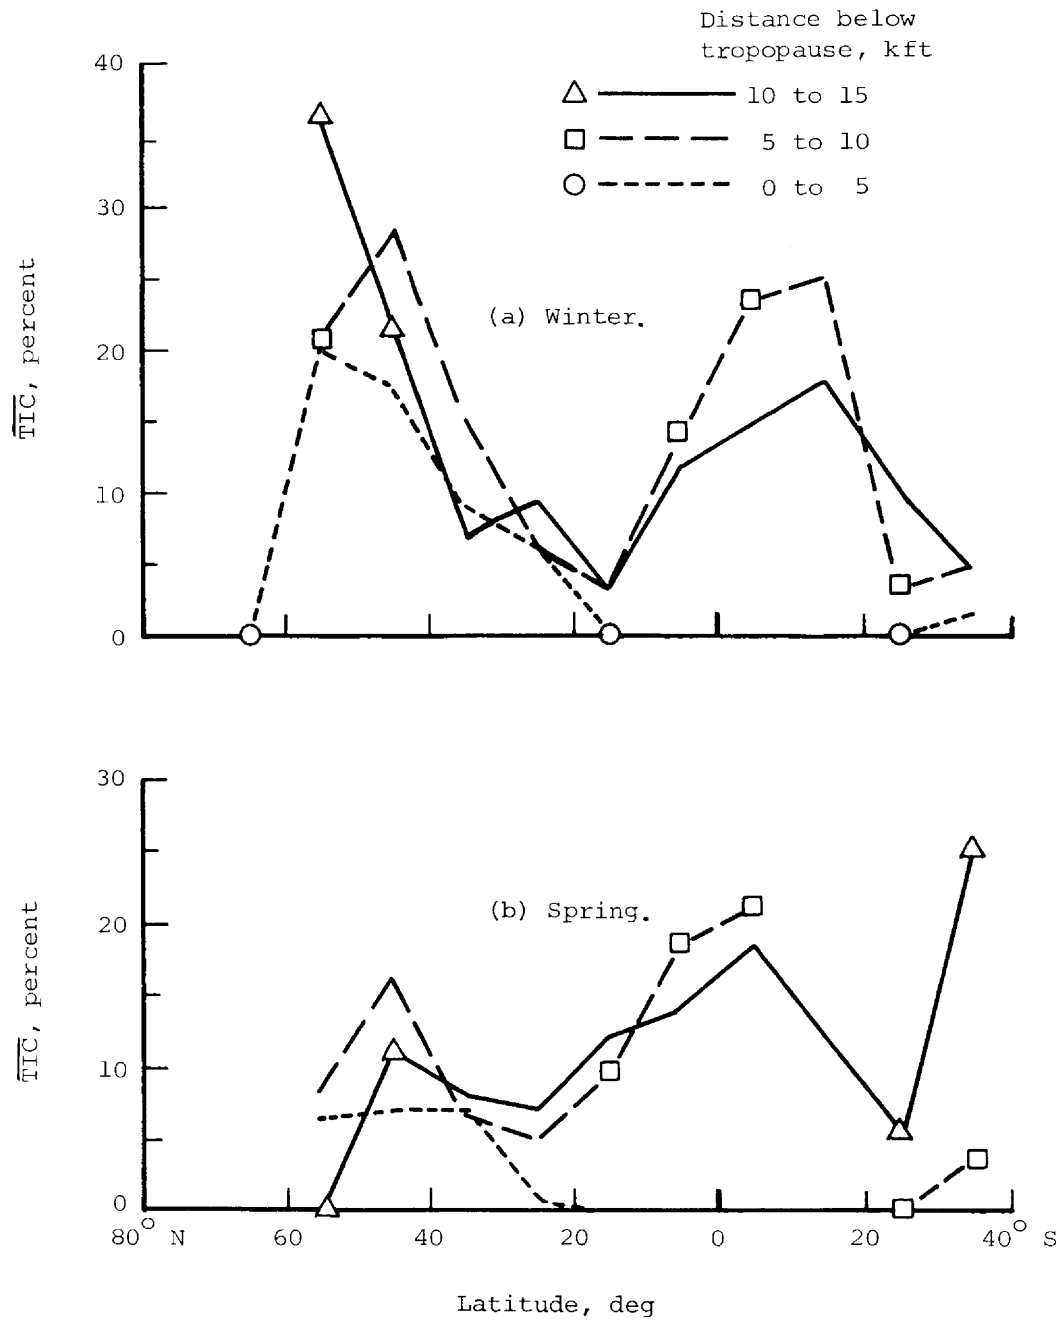 Distance below
tropopause, kft
10 to 15
5 to 10
0 to 5
40
30
20
10
0
TIC, percent
(a) Winter.
30
20
10
0
TIC, percent
(b) Spring.
80° N 60 40 20 0 20 40° S
Latitude, deg